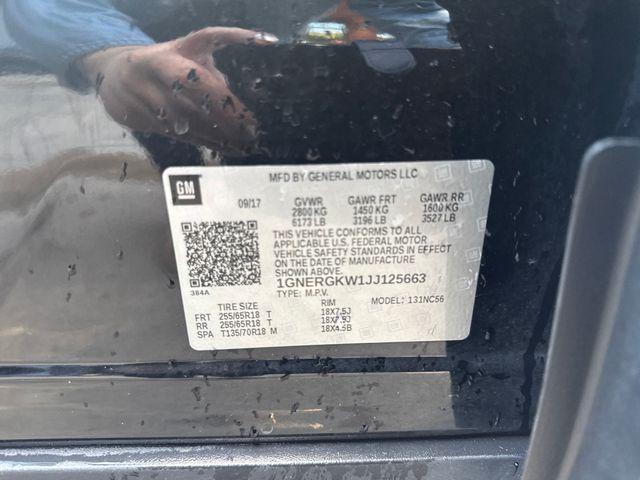 GM
MFD BY GENERAL MOTORS LLC
09/17 GVWR GAWR FRT GAWR RR
2800 KG 1450 KG 1600 KG
6173 LB 3196 LB 3527 LB
THIS VEHICLE CONFORMS TO ALL
APPLICABLE U.S. FEDERAL MOTOR
VEHICLE SAFETY STANDARDS IN EFFECT
ON THE DATE OF MANUFACTURE
SHOWN ABOVE.
1GNERGKW1JJ125663
384A
TYPE: M.P.V. MODEL: 131NC56
TIRE SIZE RIM
FRT 255/65R18 T 18X7.5J
RR 255/65R18 T 18X7.5J
SPA T135/70R18 M 18X4.5B